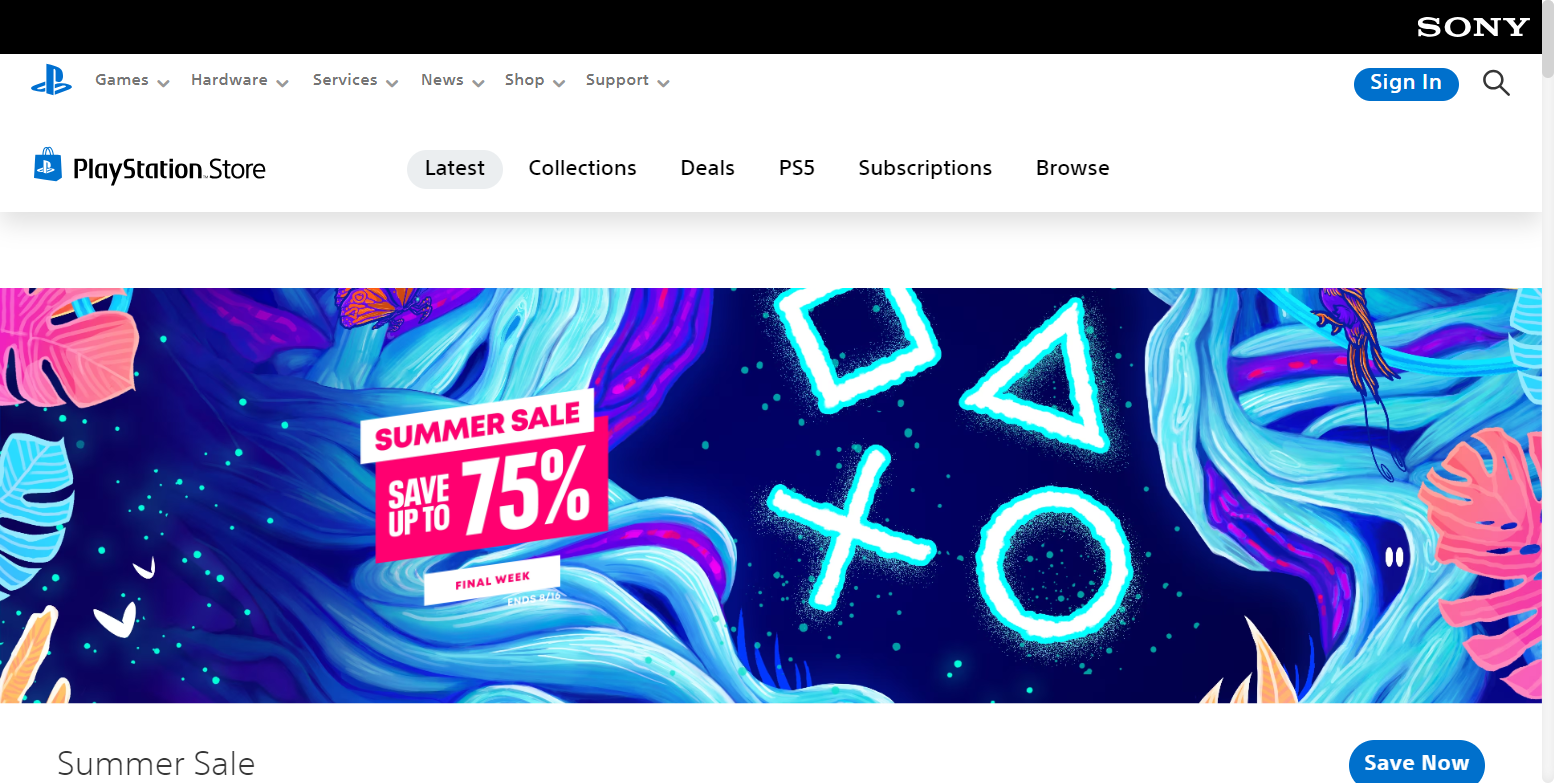 SONY
Games Hardware Services News Shop Support Sign In
PlayStation Store Latest Collections Deals PS5 Subscriptions Browse
SUMMER SALE
SAVE
UP TO 75%
FINAL WEEK
ENDS 8/16
Summer Sale Save Now